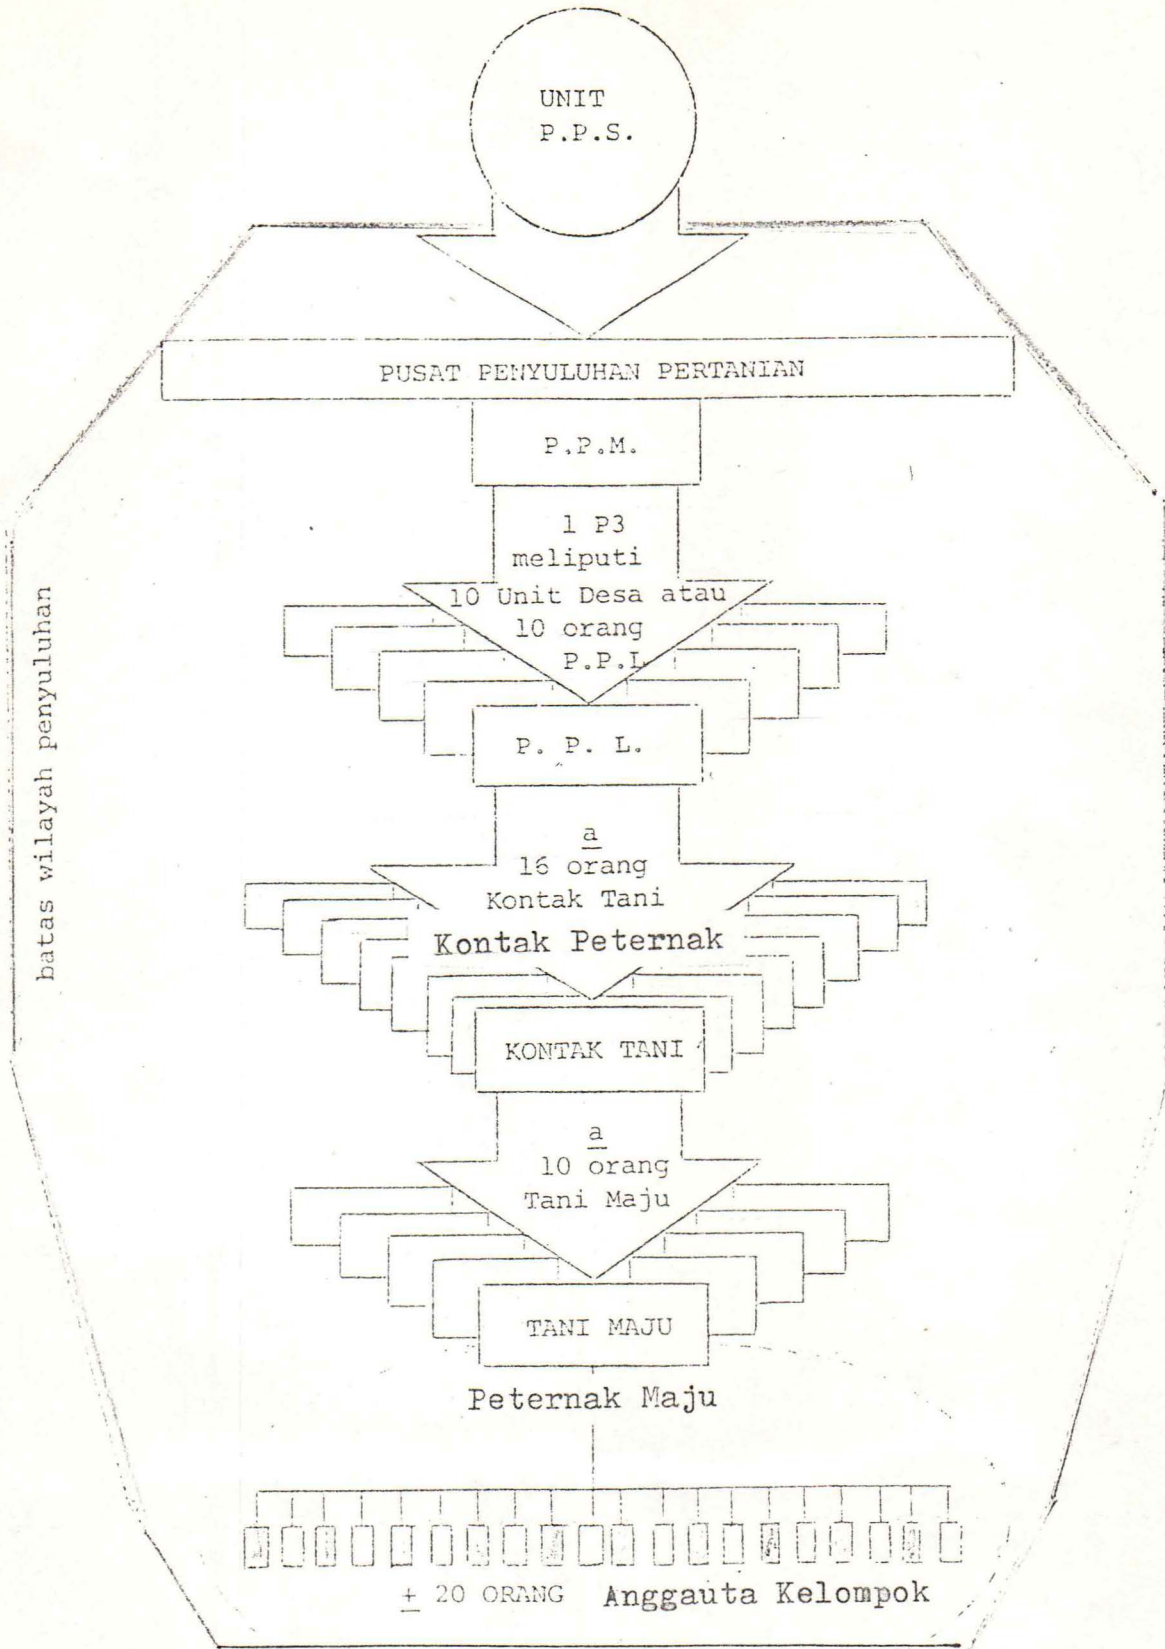 UNIT
P.P.S.
PUSAT PENYULUHAN PERTANIAN
P.P.M.
1 P3
meliputi
10 Unit Desa atau
10 orang
P.P.L
P. P. L.
batas wilayah penyuluhan
a
16 orang
Kontak Tani
Kontak Peternak
KONTAK TANI
a
10 orang
Tani Maju
TANI MAJU
Peternak Maju
± 20 ORANG Anggauta Kelompok